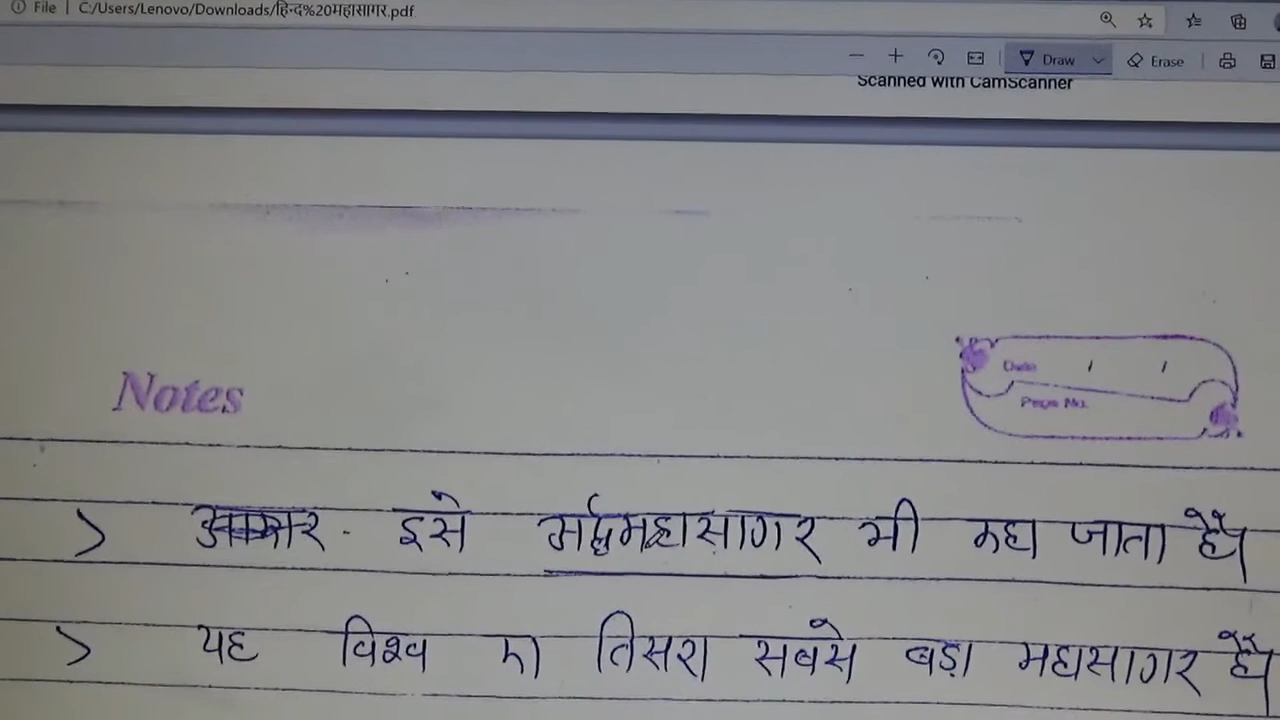 File | C:/Users/Lenovo/Downloads/हिन्द%20महासागर.pdf
Draw Erase
Scanned with CamScanner
Notes
Date / /
Page No.
> इसे अर्द्धमहासागर भी कहा जाता है।
> यह विश्व का तिसरा सबसे बड़ा महासागर है।